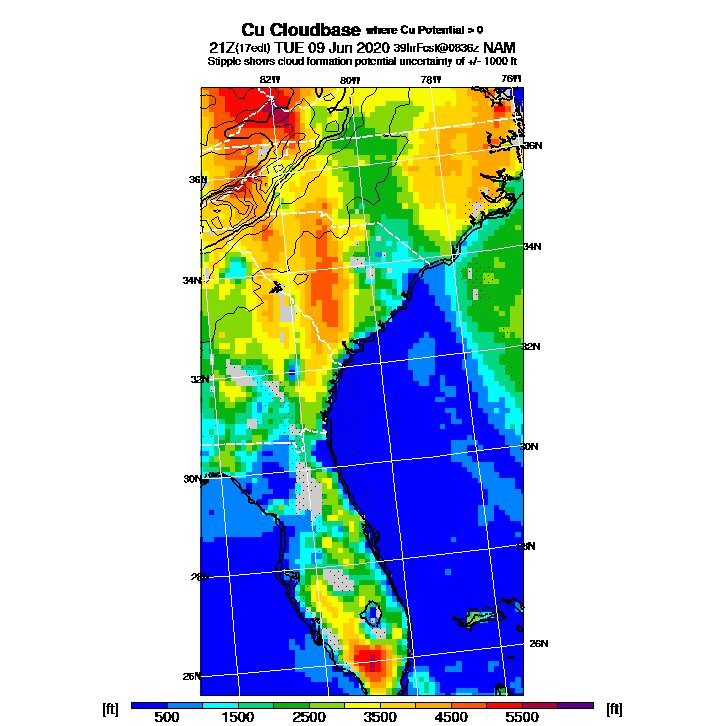 Cu Cloudbase where Cu Potential > 0
21Z(17edt) TUE 09 Jun 2020 39hrFcst@0836z NAM
Stipple shows cloud formation potential uncertainty of +/- 1000 ft
82W 80W 78W 76W
36N
36N
34N
34N
32N
32N
30N
30N
28N
28N
26N
26N
[ft] 500 1500 2500 3500 4500 5500 [ft]